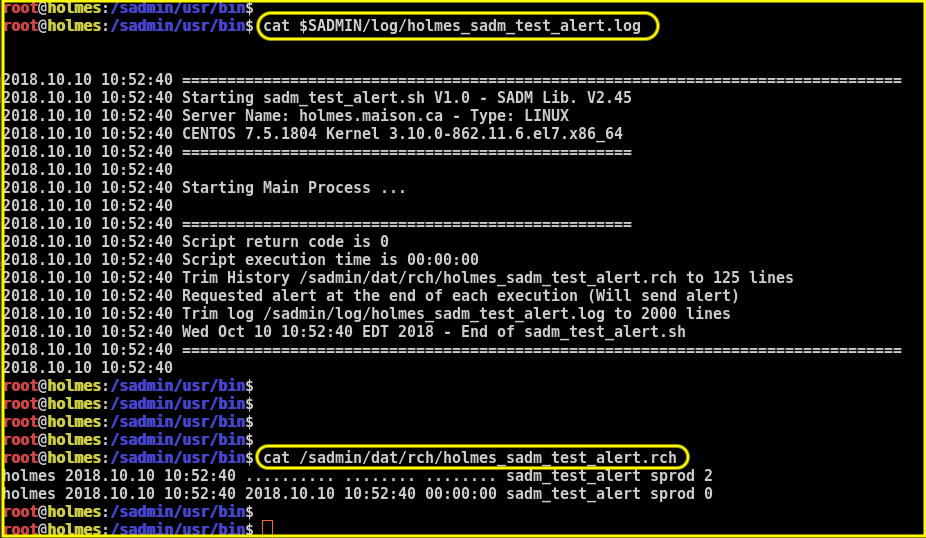 root@holmes:/sadmin/usr/bin$
root@holmes:/sadmin/usr/bin$ cat $SADMIN/log/holmes_sadm_test_alert.log
2018.10.10 10:52:40 ================================================================================
2018.10.10 10:52:40 Starting sadm_test_alert.sh V1.0 - SADM Lib. V2.45
2018.10.10 10:52:40 Server Name: holmes.maison.ca - Type: LINUX
2018.10.10 10:52:40 CENTOS 7.5.1804 Kernel 3.10.0-862.11.6.el7.x86_64
2018.10.10 10:52:40 ==================================================
2018.10.10 10:52:40
2018.10.10 10:52:40 Starting Main Process ...
2018.10.10 10:52:40
2018.10.10 10:52:40 ==================================================
2018.10.10 10:52:40 Script return code is 0
2018.10.10 10:52:40 Script execution time is 00:00:00
2018.10.10 10:52:40 Trim History /sadmin/dat/rch/holmes_sadm_test_alert.rch to 125 lines
2018.10.10 10:52:40 Requested alert at the end of each execution (Will send alert)
2018.10.10 10:52:40 Trim log /sadmin/log/holmes_sadm_test_alert.log to 2000 lines
2018.10.10 10:52:40 Wed Oct 10 10:52:40 EDT 2018 - End of sadm_test_alert.sh
2018.10.10 10:52:40 ================================================================================
2018.10.10 10:52:40
root@holmes:/sadmin/usr/bin$
root@holmes:/sadmin/usr/bin$
root@holmes:/sadmin/usr/bin$
root@holmes:/sadmin/usr/bin$
root@holmes:/sadmin/usr/bin$ cat /sadmin/dat/rch/holmes_sadm_test_alert.rch
holmes 2018.10.10 10:52:40 .......... ........ ........ sadm_test_alert sprod 2
holmes 2018.10.10 10:52:40 2018.10.10 10:52:40 00:00:00 sadm_test_alert sprod 0
root@holmes:/sadmin/usr/bin$
root@holmes:/sadmin/usr/bin$